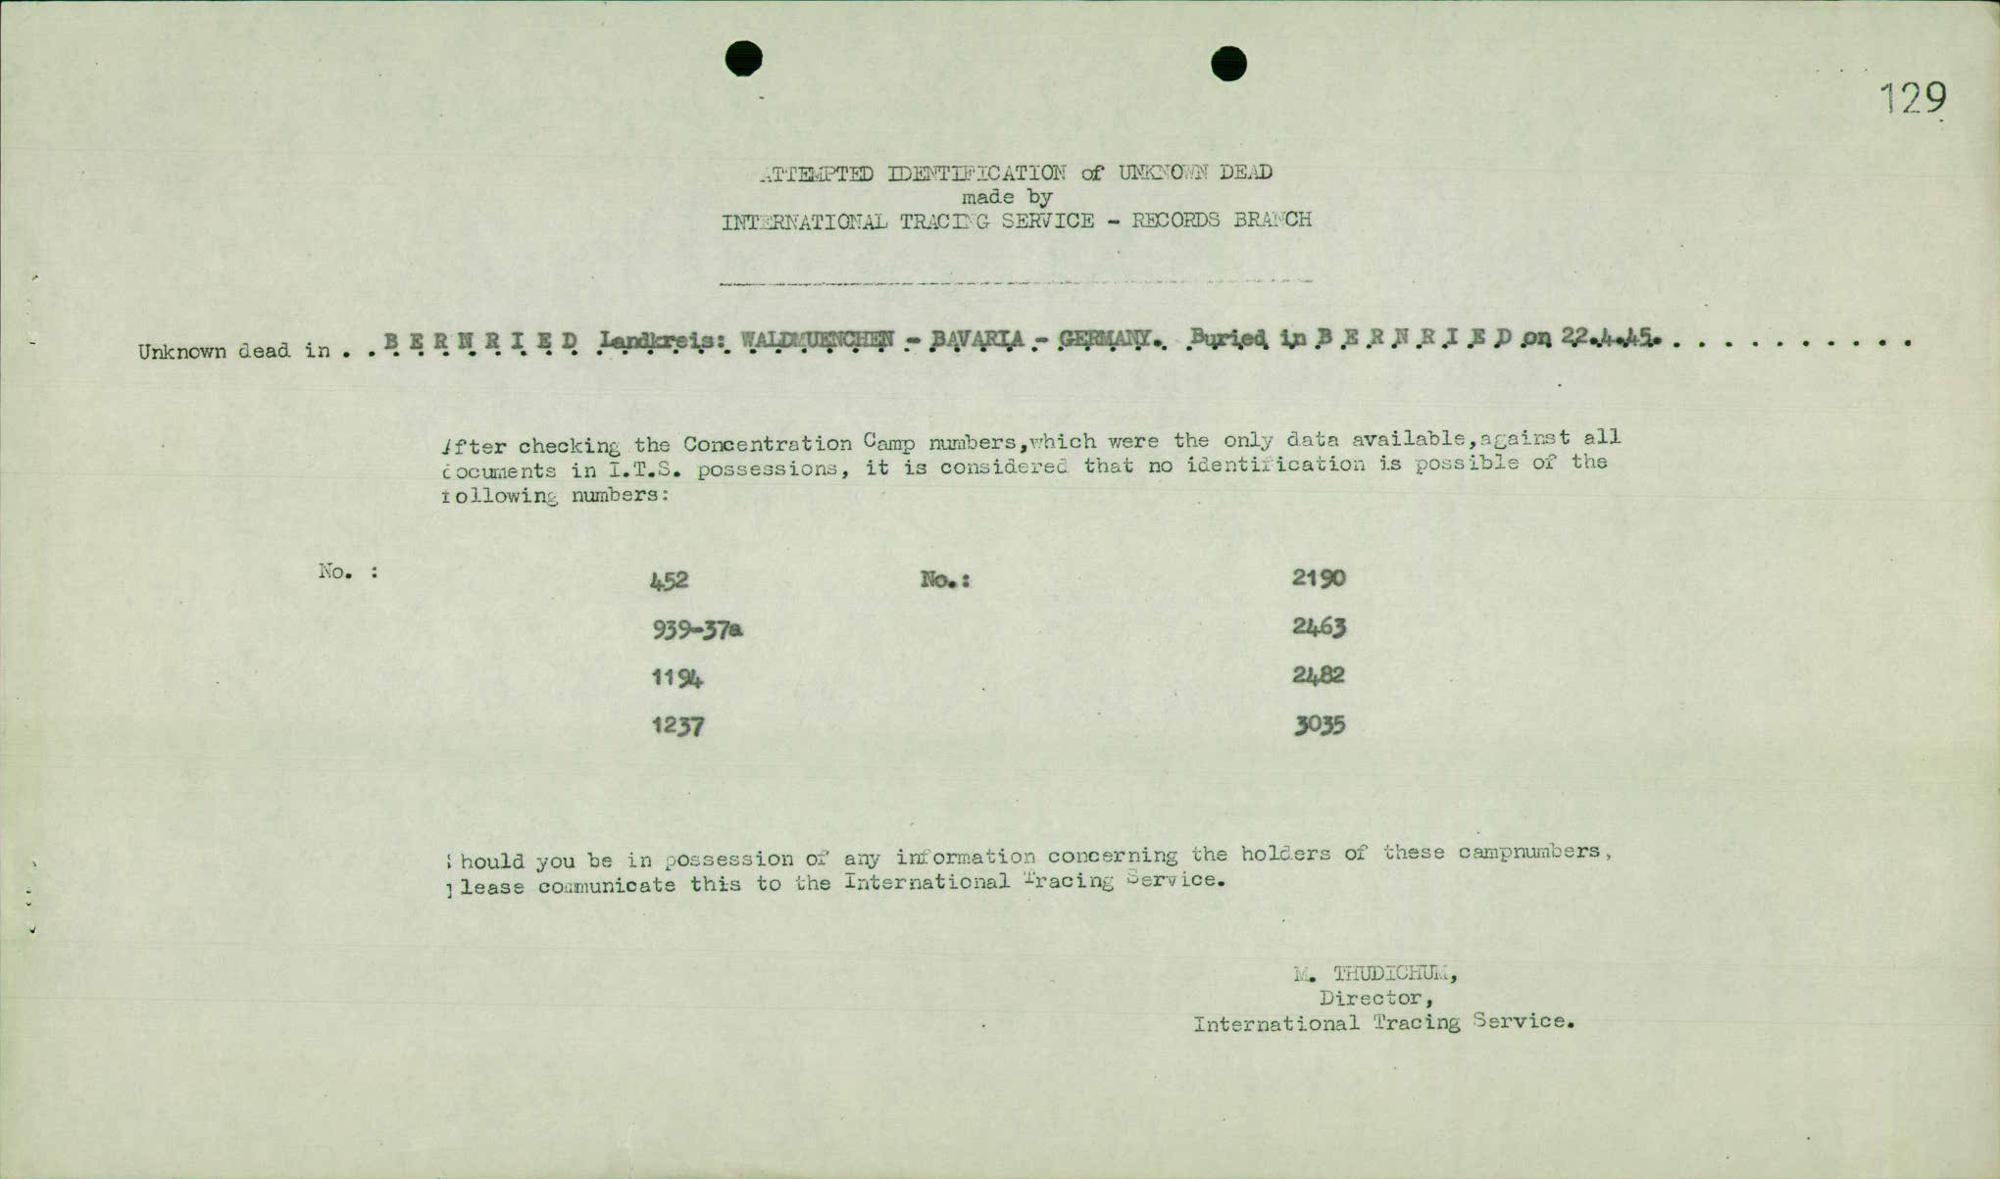 129
ATTEMPTED IDENTIFICATION of UNKNOWN DEAD
made by
INTERNATIONAL TRACING SERVICE - RECORDS BRANCH
Unknown dead in . . B E R N R I E D Landkreis: WALDMUENCHEN - BAVARIA - GERMANY. Buried in B E R N R I E D on 22.4.45. . . . . . . . . . .
After checking the Concentration Camp numbers,which were the only data available,against all
documents in I.T.S. possessions, it is considered that no identification is possible of the
following numbers:
No. : 452 No.: 2190
939-37a 2463
1194 2482
1237 3035
Should you be in possession of any information concerning the holders of these campnumbers,
please communicate this to the International Tracing Service.
M. THUDICHUM,
Director,
International Tracing Service.